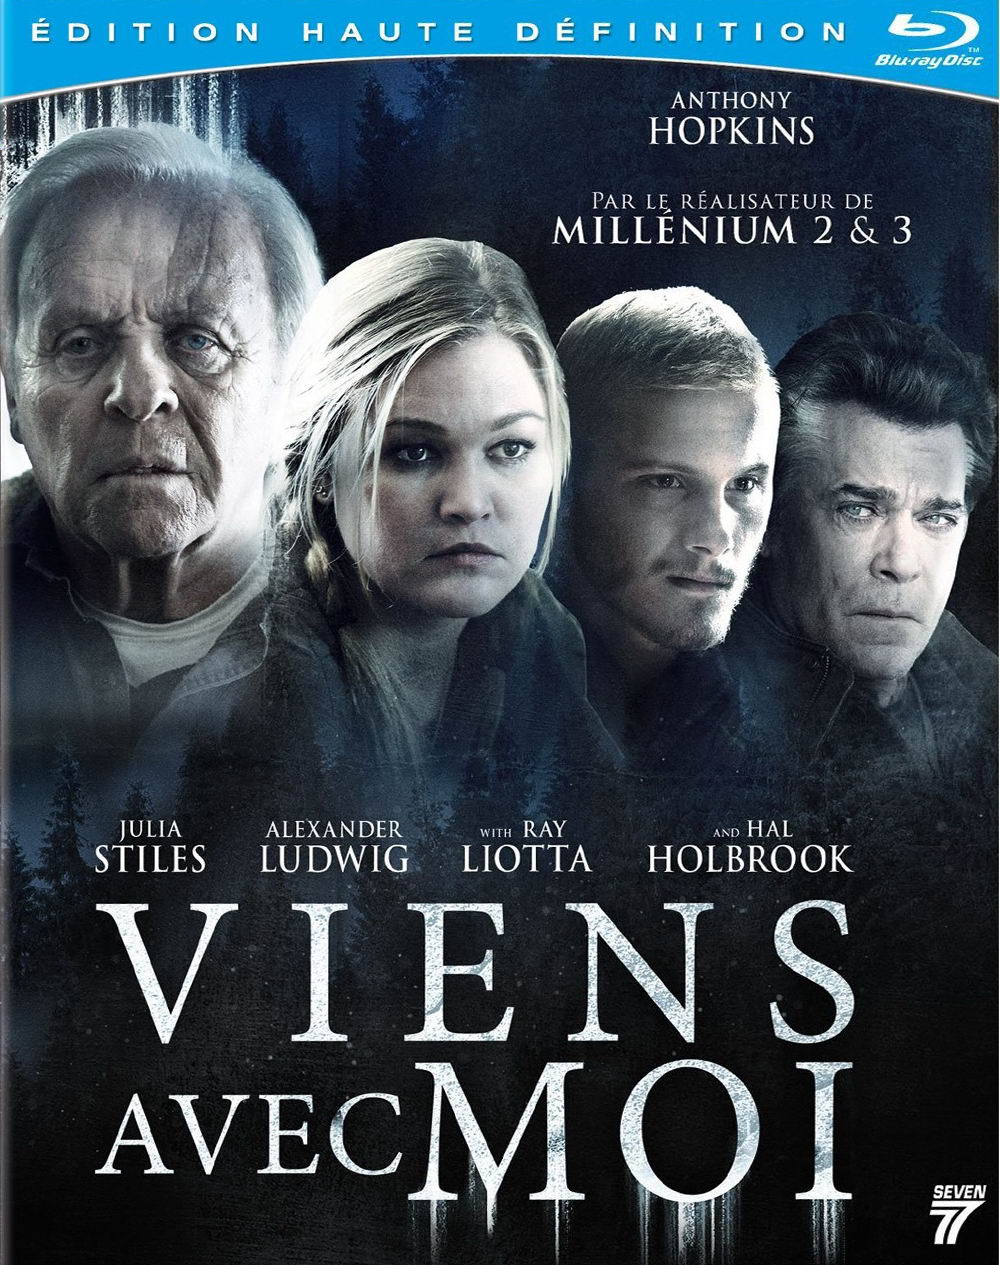 ÉDITION HAUTE DÉFINITION
Blu-ray Disc™
ANTHONY
HOPKINS
PAR LE RÉALISATEUR DE
MILLÉNIUM 2 & 3
JULIA
STILES
ALEXANDER
LUDWIG
WITH RAY
LIOTTA
AND HAL
HOLBROOK
VIENS
AVEC MOI
SEVEN
7